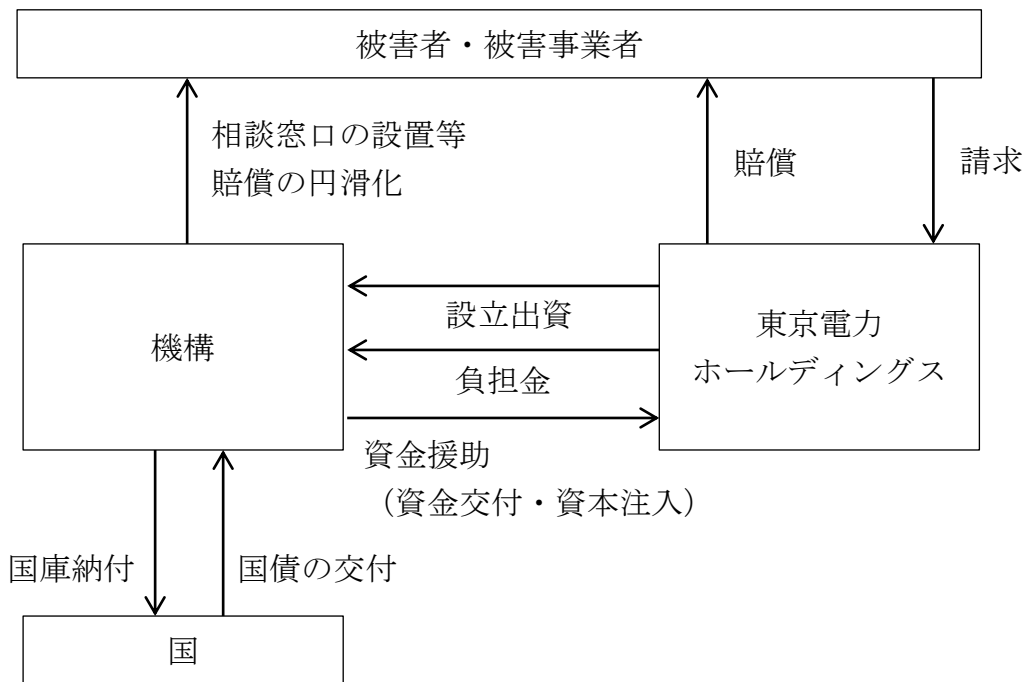 被害者・被害事業者
相談窓口の設置等
賠償の円滑化
賠償
請求
機構
設立出資
負担金
東京電力
ホールディングス
資金援助
（資金交付・資本注入）
国庫納付
国債の交付
国